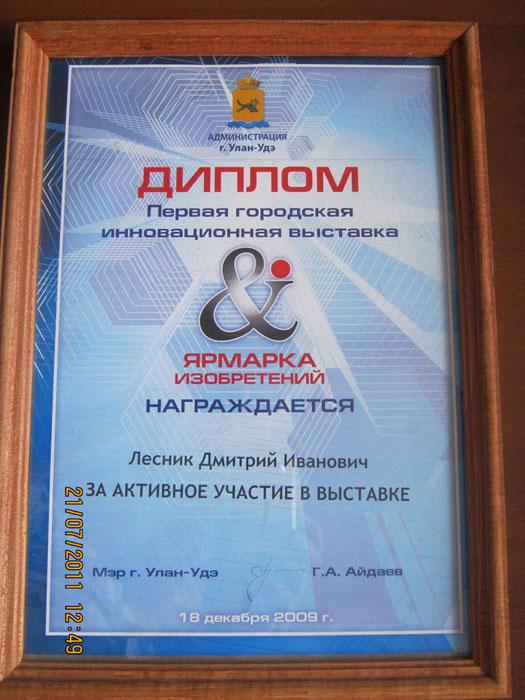 АДМИНИСТРАЦИЯ
г. Улан-Удэ
ДИПЛОМ
Первая городская
инновационная выставка
&i
ЯРМАРКА
ИЗОБРЕТЕНИЙ
НАГРАЖДАЕТСЯ
Лесник Дмитрий Иванович
ЗА АКТИВНОЕ УЧАСТИЕ В ВЫСТАВКЕ
Мэр г. Улан-Удэ Г.А. Айдаев
18 декабря 2009 г.
21/07/2011 12:49